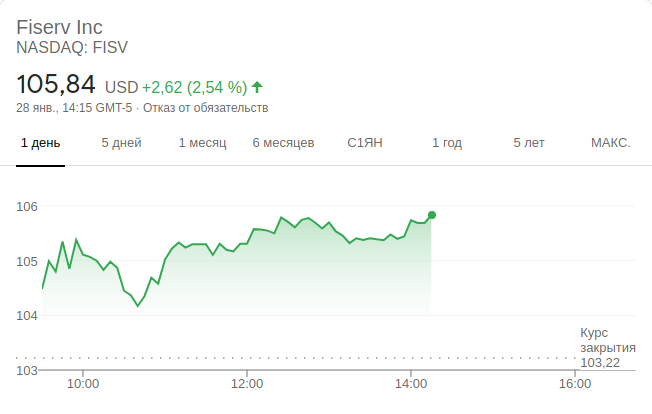 Fiserv Inc
NASDAQ: FISV
105,84 USD +2,62 (2,54 %)
28 янв., 14:15 GMT-5 · Отказ от обязательств
1 день 5 дней 1 месяц 6 месяцев С1ЯН 1 год 5 лет МАКС.
106
105
104
Курс
закрытия
103,22
103
10:00 12:00 14:00 16:00